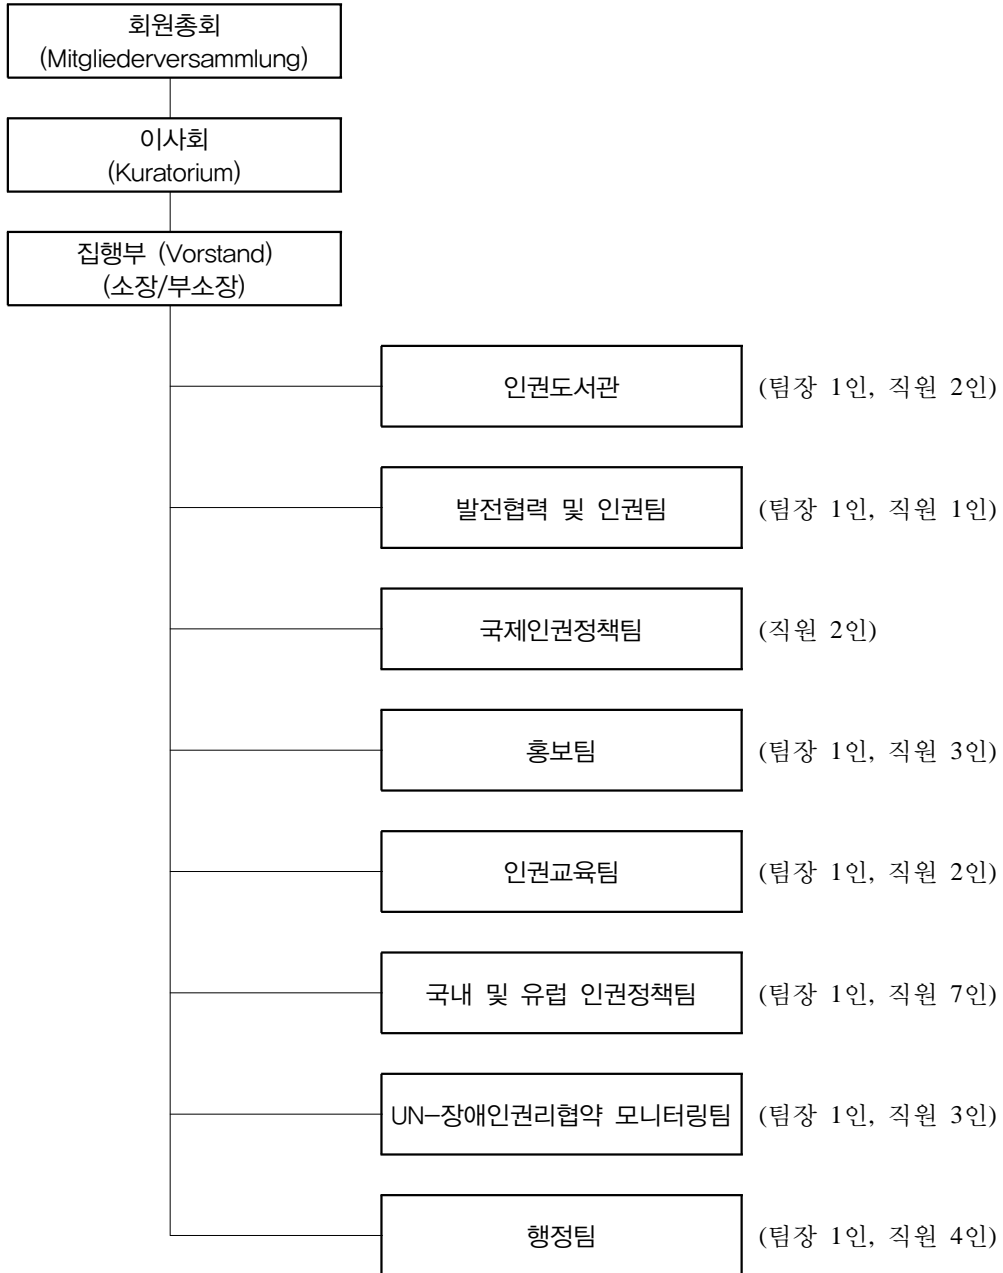 회원총회
(Mitgliederversammlung)
이사회
(Kuratorium)
집행부 (Vorstand)
(소장/부소장)
인권도서관 (팀장 1인, 직원 2인)
발전협력 및 인권팀 (팀장 1인, 직원 1인)
국제인권정책팀 (직원 2인)
홍보팀 (팀장 1인, 직원 3인)
인권교육팀 (팀장 1인, 직원 2인)
국내 및 유럽 인권정책팀 (팀장 1인, 직원 7인)
UN-장애인권리협약 모니터링팀 (팀장 1인, 직원 3인)
행정팀 (팀장 1인, 직원 4인)